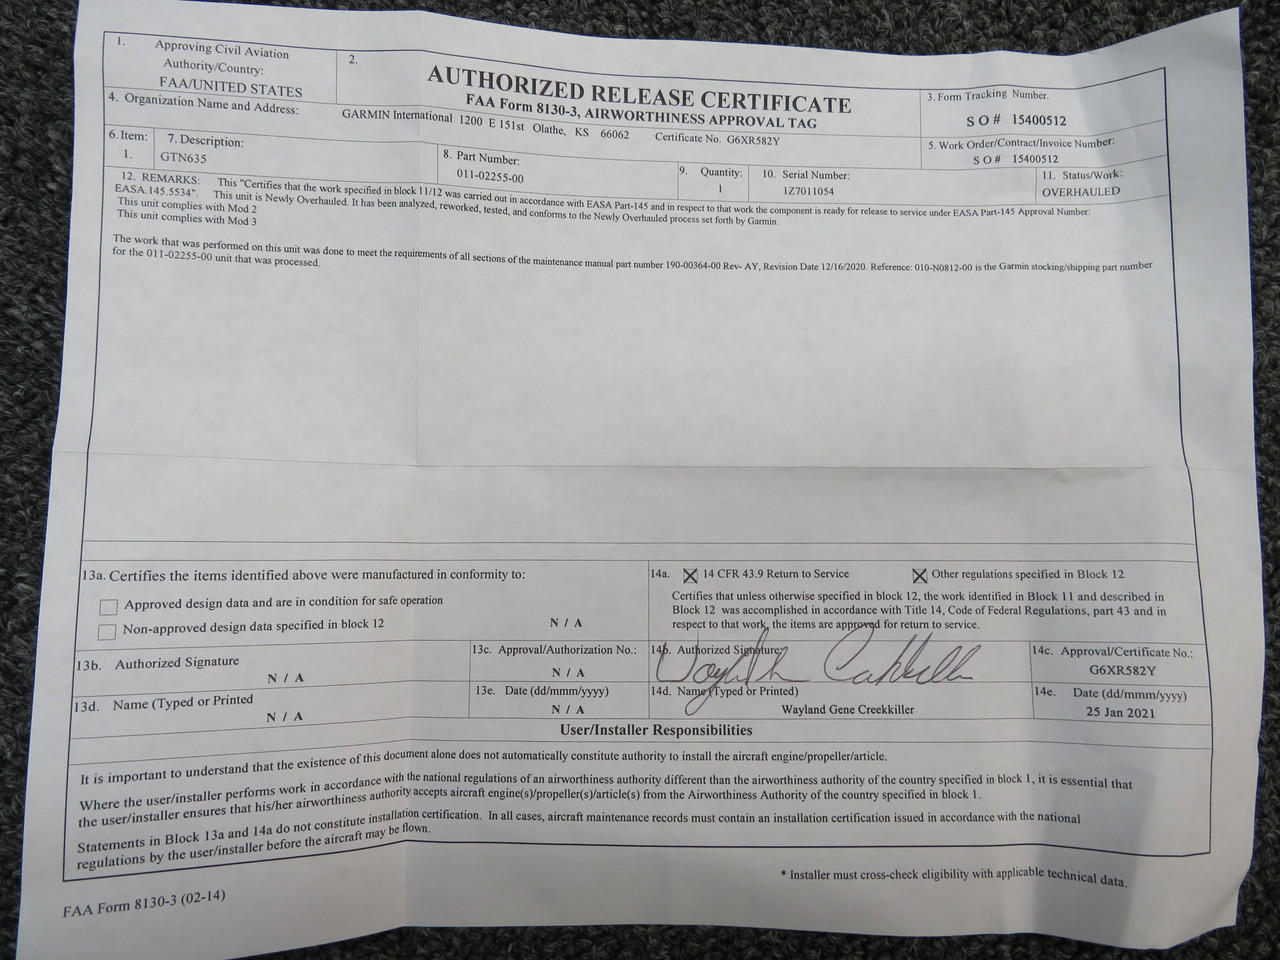 1. Approving Civil Aviation
Authority/Country:
FAA/UNITED STATES
2.
AUTHORIZED RELEASE CERTIFICATE
FAA Form 8130-3, AIRWORTHINESS APPROVAL TAG
3. Form Tracking Number.
S O # 15400512
4. Organization Name and Address:
GARMIN International 1200 E 151st Olathe, KS 66062 Certificate No. G6XR582Y
5. Work Order/Contract/Invoice Number:
S O # 15400512
6. Item:
1.
7. Description:
GTN635
8. Part Number:
011-02255-00
9. Quantity:
1
10. Serial Number:
1Z7011054
11. Status/Work:
OVERHAULED
12. REMARKS: This "Certifies that the work specified in block 11/12 was carried out in accordance with EASA Part-145 and in respect to that work the component is ready for release to service under EASA Part-145 Approval Number:
EASA.145.5534". This unit is Newly Overhauled. It has been analyzed, reworked, tested, and conforms to the Newly Overhauled process set forth by Garmin.
This unit complies with Mod 2
This unit complies with Mod 3
The work that was performed on this unit was done to meet the requirements of all sections of the maintenance manual part number 190-00364-00 Rev- AY, Revision Date 12/16/2020. Reference: 010-N0812-00 is the Garmin stocking/shipping part number
for the 011-02255-00 unit that was processed.
13a. Certifies the items identified above were manufactured in conformity to:
Approved design data and are in condition for safe operation
Non-approved design data specified in block 12
N / A
14a. 14 CFR 43.9 Return to Service Other regulations specified in Block 12
Certifies that unless otherwise specified in block 12, the work identified in Block 11 and described in
Block 12 was accomplished in accordance with Title 14, Code of Federal Regulations, part 43 and in
respect to that work, the items are approved for return to service.
13b. Authorized Signature
N / A
13c. Approval/Authorization No.:
N / A
14b. Authorized Signature:
14c. Approval/Certificate No.:
G6XR582Y
13d. Name (Typed or Printed
N / A
13e. Date (dd/mmm/yyyy)
N / A
14d. Name (Typed or Printed)
Wayland Gene Creekkiller
14e. Date (dd/mmm/yyyy)
25 Jan 2021
User/Installer Responsibilities
It is important to understand that the existence of this document alone does not automatically constitute authority to install the aircraft engine/propeller/article.
Where the user/installer performs work in accordance with the national regulations of an airworthiness authority different than the airworthiness authority of the country specified in block 1, it is essential that
the user/installer ensures that his/her airworthiness authority accepts aircraft engine(s)/propeller(s)/article(s) from the Airworthiness Authority of the country specified in block 1.
Statements in Block 13a and 14a do not constitute installation certification. In all cases, aircraft maintenance records must contain an installation certification issued in accordance with the national
regulations by the user/installer before the aircraft may be flown.
* Installer must cross-check eligibility with applicable technical data.
FAA Form 8130-3 (02-14)